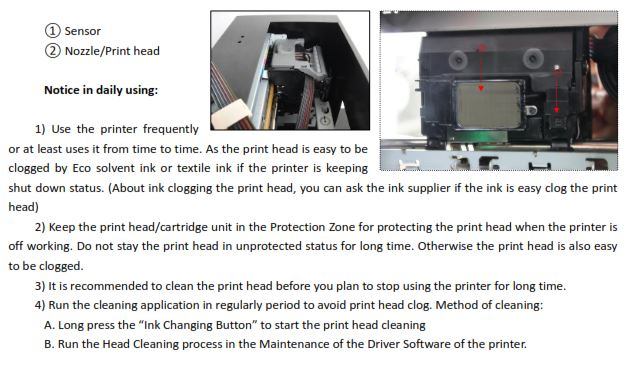 ① Sensor
② Nozzle/Print head
Notice in daily using:
1) Use the printer frequently
or at least uses it from time to time. As the print head is easy to be
clogged by Eco solvent ink or textile ink if the printer is keeping
shut down status. (About ink clogging the print head, you can ask the ink supplier if the ink is easy clog the print
head)
2) Keep the print head/cartridge unit in the Protection Zone for protecting the print head when the printer is
off working. Do not stay the print head in unprotected status for long time. Otherwise the print head is also easy
to be clogged.
3) It is recommended to clean the print head before you plan to stop using the printer for long time.
4) Run the cleaning application in regularly period to avoid print head clog. Method of cleaning:
A. Long press the “Ink Changing Button” to start the print head cleaning
B. Run the Head Cleaning process in the Maintenance of the Driver Software of the printer.